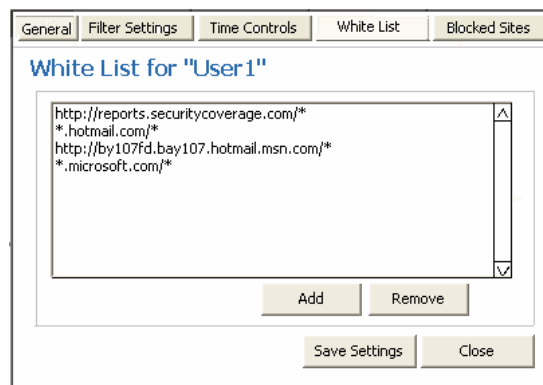 General Filter Settings Time Controls White List Blocked Sites
White List for "User1"
http://reports.securitycoverage.com/*
*.hotmail.com/*
http://by107fd.bay107.hotmail.msn.com/*
*.microsoft.com/*
Add Remove
Save Settings Close